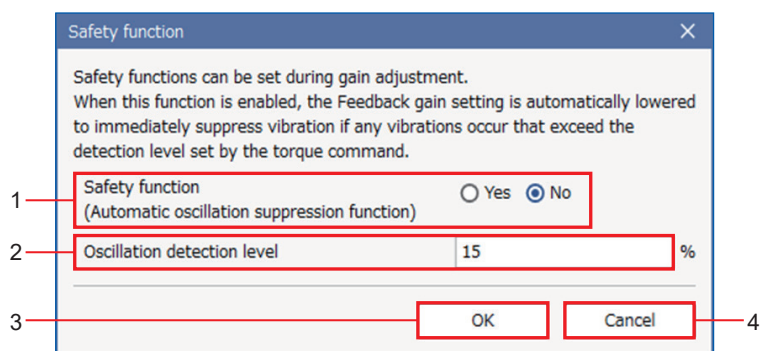 Safety function
Safety functions can be set during gain adjustment.
When this function is enabled, the Feedback gain setting is automatically lowered
to immediately suppress vibration if any vibrations occur that exceed the
detection level set by the torque command.
1
Safety function
(Automatic oscillation suppression function)
Yes No
2
Oscillation detection level 15 %
3
OK Cancel
4